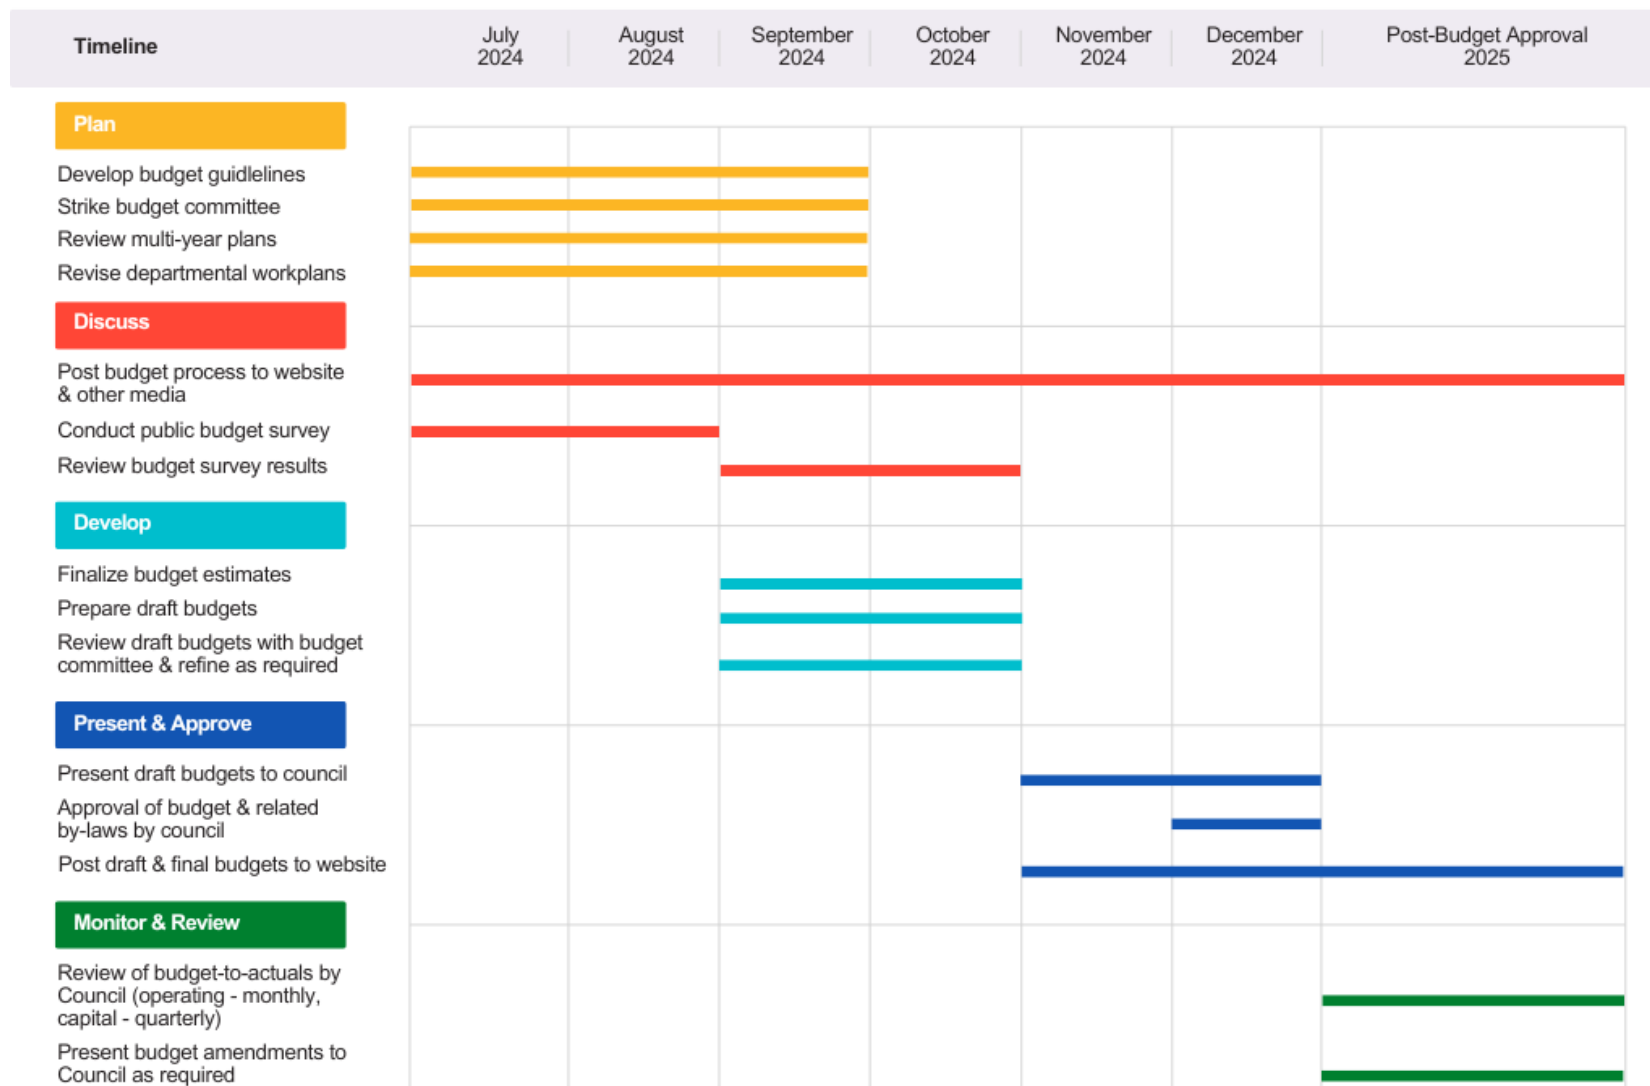 Timeline
July
2024
August
2024
September
2024
October
2024
November
2024
December
2024
Post-Budget Approval
2025
Plan
Develop budget guidlelines
Strike budget committee
Review multi-year plans
Revise departmental workplans
Discuss
Post budget process to website
& other media
Conduct public budget survey
Review budget survey results
Develop
Finalize budget estimates
Prepare draft budgets
Review draft budgets with budget
committee & refine as required
Present & Approve
Present draft budgets to council
Approval of budget & related
by-laws by council
Post draft & final budgets to website
Monitor & Review
Review of budget-to-actuals by
Council (operating - monthly,
capital - quarterly)
Present budget amendments to
Council as required